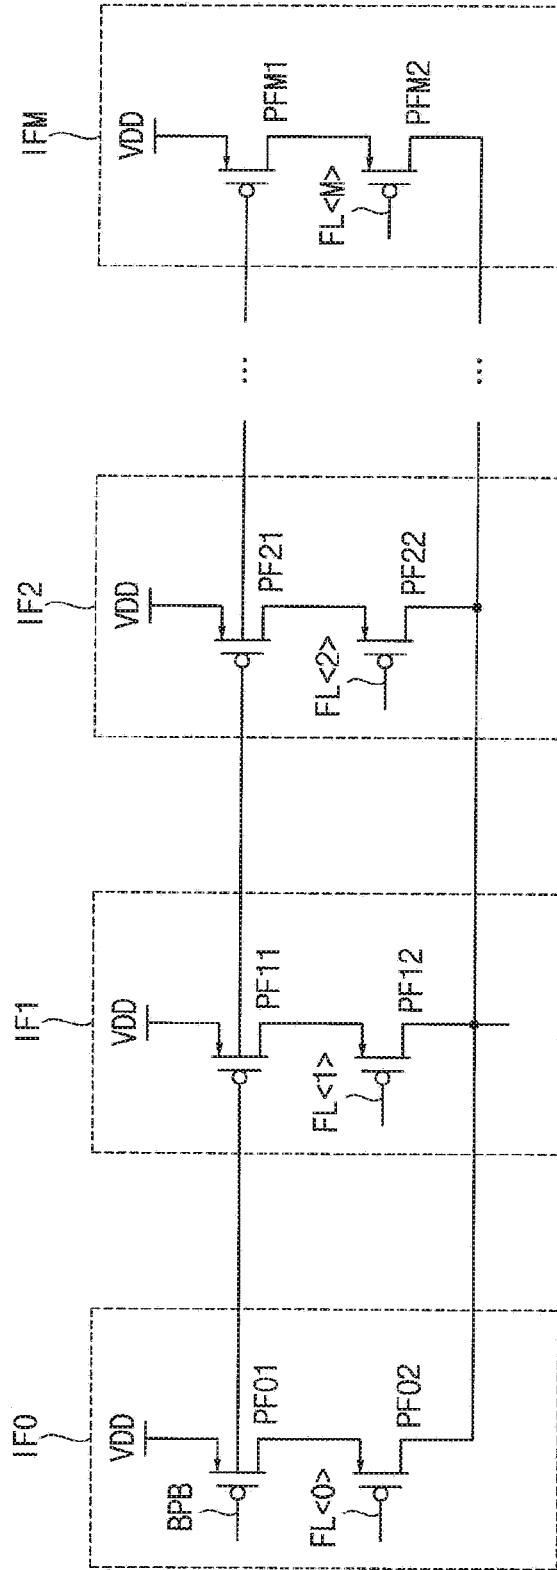 IF0
IF1
IF2
IFM
VDD
VDD
VDD
VDD
BPB
PF01
PF11
PF21
...
PFM1
FL<0>
FL<1>
FL<2>
FL<M>
PF02
PF12
PF22
...
PFM2